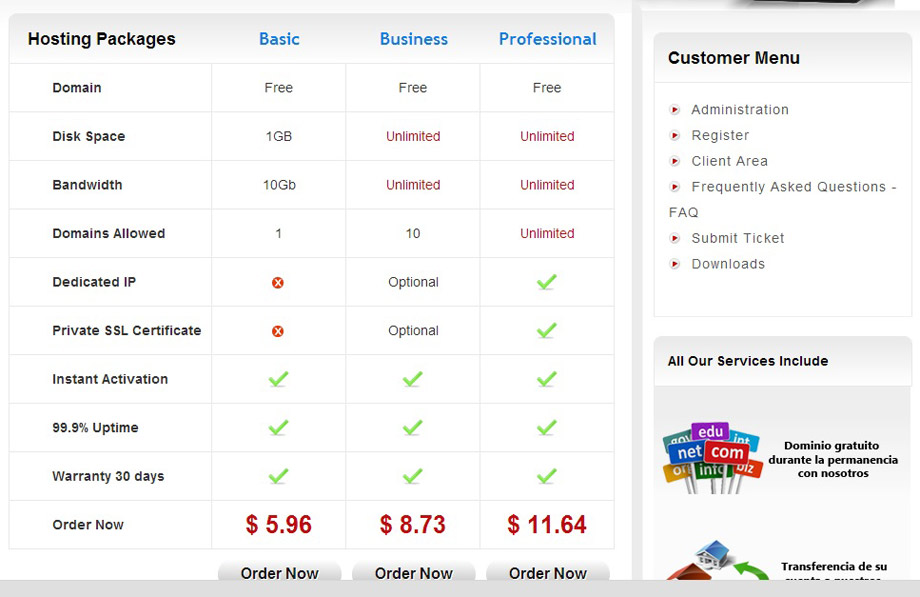 Hosting Packages Basic Business Professional
Domain Free Free Free
Disk Space 1GB Unlimited Unlimited
Bandwidth 10Gb Unlimited Unlimited
Domains Allowed 1 10 Unlimited
Dedicated IP Optional
Private SSL Certificate Optional
Instant Activation
99.9% Uptime
Warranty 30 days
Order Now $ 5.96 $ 8.73 $ 11.64
Order Now Order Now Order Now
Customer Menu
Administration
Register
Client Area
Frequently Asked Questions -
FAQ
Submit Ticket
Downloads
All Our Services Include
gov edu int
net com
info biz
Dominio gratuito
durante la permanencia
con nosotros
Transferencia de su